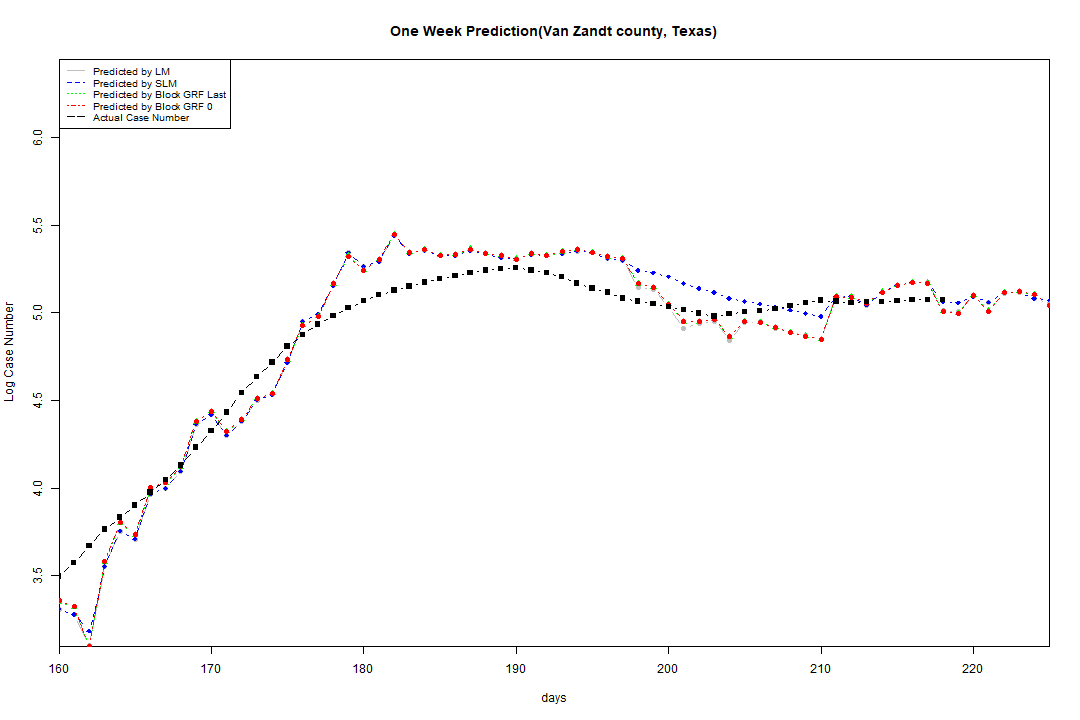 One Week Prediction(Van Zandt county, Texas)
Predicted by LM
Predicted by SLM
Predicted by Block GRF Last
Predicted by Block GRF 0
Actual Case Number
6.0
5.5
5.0
4.5
4.0
3.5
Log Case Number
160 170 180 190 200 210 220
days